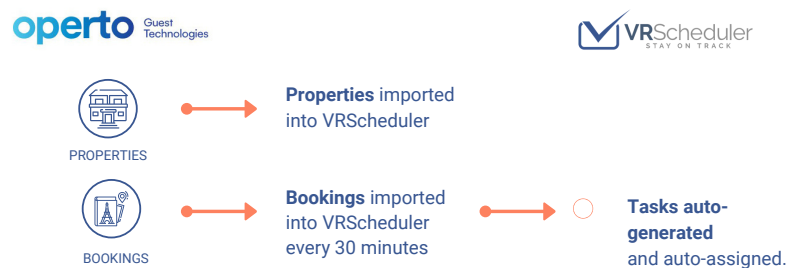 operto Guest
Technologies
VRScheduler
STAY ON TRACK
PROPERTIES
Properties imported
into VRScheduler
BOOKINGS
Bookings imported
into VRScheduler
every 30 minutes
Tasks auto-
generated
and auto-assigned.